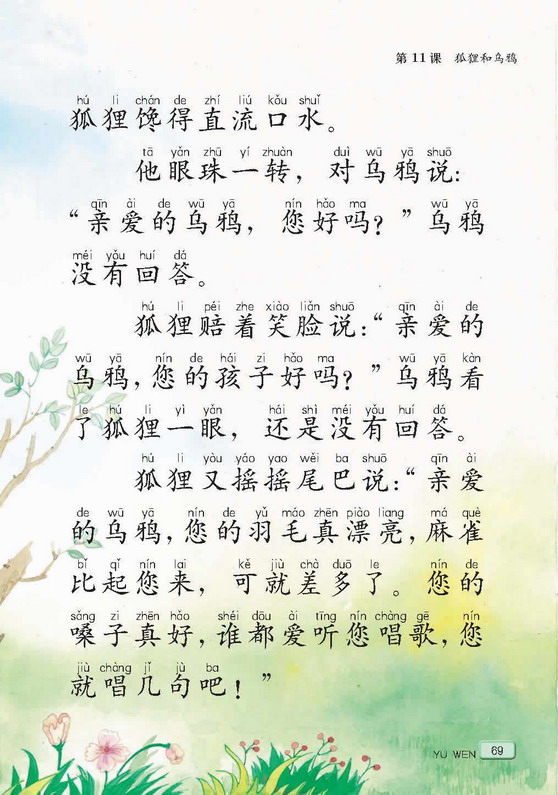 第11课 狐狸和乌鸦
hú li chán de zhí liú kǒu shuǐ
狐狸馋得直流口水。
tā yǎn zhū yí zhuàn duì wū yā shuō
他眼珠一转，对乌鸦说：
qīn ài de wū yā nín hǎo ma wū yā
“亲爱的乌鸦，您好吗？”乌鸦
méi yǒu huí dá
没有回答。
hú li péi zhe xiào liǎn shuō qīn ài de
狐狸赔着笑脸说：“亲爱的
wū yā nín de hái zi hǎo ma wū yā kàn
乌鸦，您的孩子好吗？”乌鸦看
le hú li yì yǎn hái shì méi yǒu huí dá
了狐狸一眼，还是没有回答。
hú li yòu yáo yao wěi ba shuō qīn ài
狐狸又摇摇尾巴说：“亲爱
de wū yā nín de yǔ máo zhēn piào liang má què
的乌鸦，您的羽毛真漂亮，麻雀
bǐ qǐ nín lai kě jiù chà duō le nín de
比起您来，可就差多了。您的
sǎng zi zhēn hǎo shéi dōu ài tīng nín chàng gē nín
嗓子真好，谁都爱听您唱歌，您
jiù chàng jǐ jù ba
就唱几句吧！”
YU WEN 69